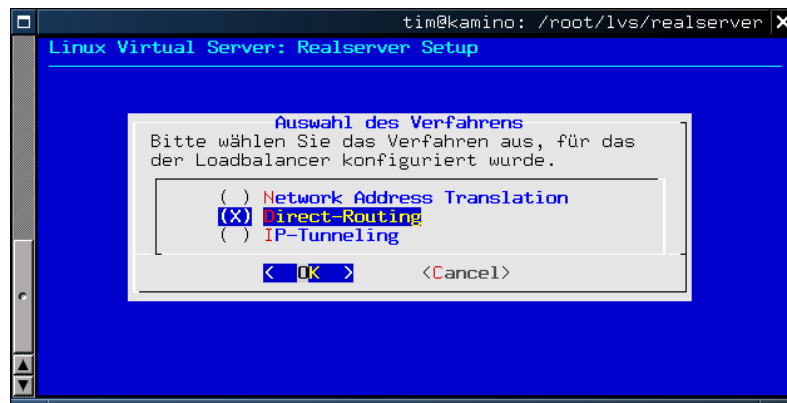 tim@kamino: /root/lvs/realserver
Linux Virtual Server: Realserver Setup
Auswahl des Verfahrens
Bitte wählen Sie das Verfahren aus, für das
der Loadbalancer konfiguriert wurde.
( ) Network Address Translation
(X) Direct-Routing
( ) IP-Tunneling
< OK > <Cancel>